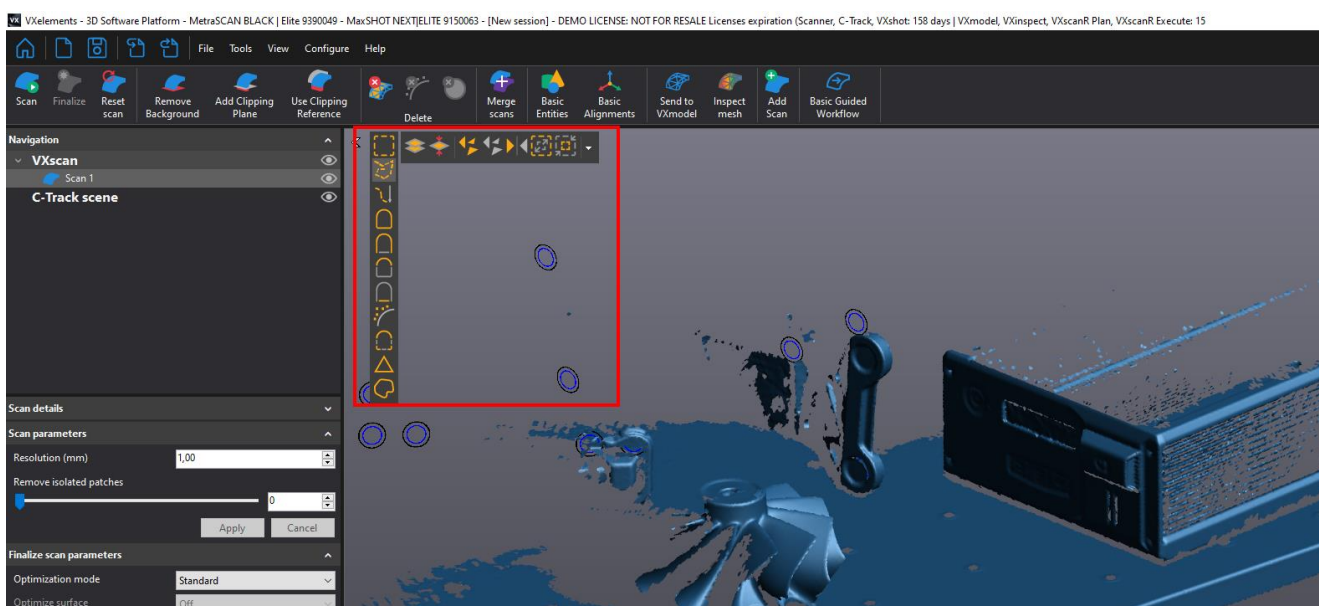 VX VXelements - 3D Software Platform - MetraSCAN BLACK | Elite 9390049 - MaxSHOT NEXT|ELITE 9150063 - [New session] - DEMO LICENSE: NOT FOR RESALE Licenses expiration (Scanner, C-Track, VXshot: 158 days | VXmodel, VXinspect, VXscanR Plan, VXscanR Execute: 15
File Tools View Configure Help
Scan Finalize Reset scan Remove Background Add Clipping Plane Use Clipping Reference Delete Merge scans Basic Entities Basic Alignments Send to VXmodel Inspect mesh Add Scan Basic Guided Workflow
Navigation
VXscan
Scan 1
C-Track scene
Scan details
Scan parameters
Resolution (mm) 1,00
Remove isolated patches
0
Apply Cancel
Finalize scan parameters
Optimization mode Standard
Optimize surface Off